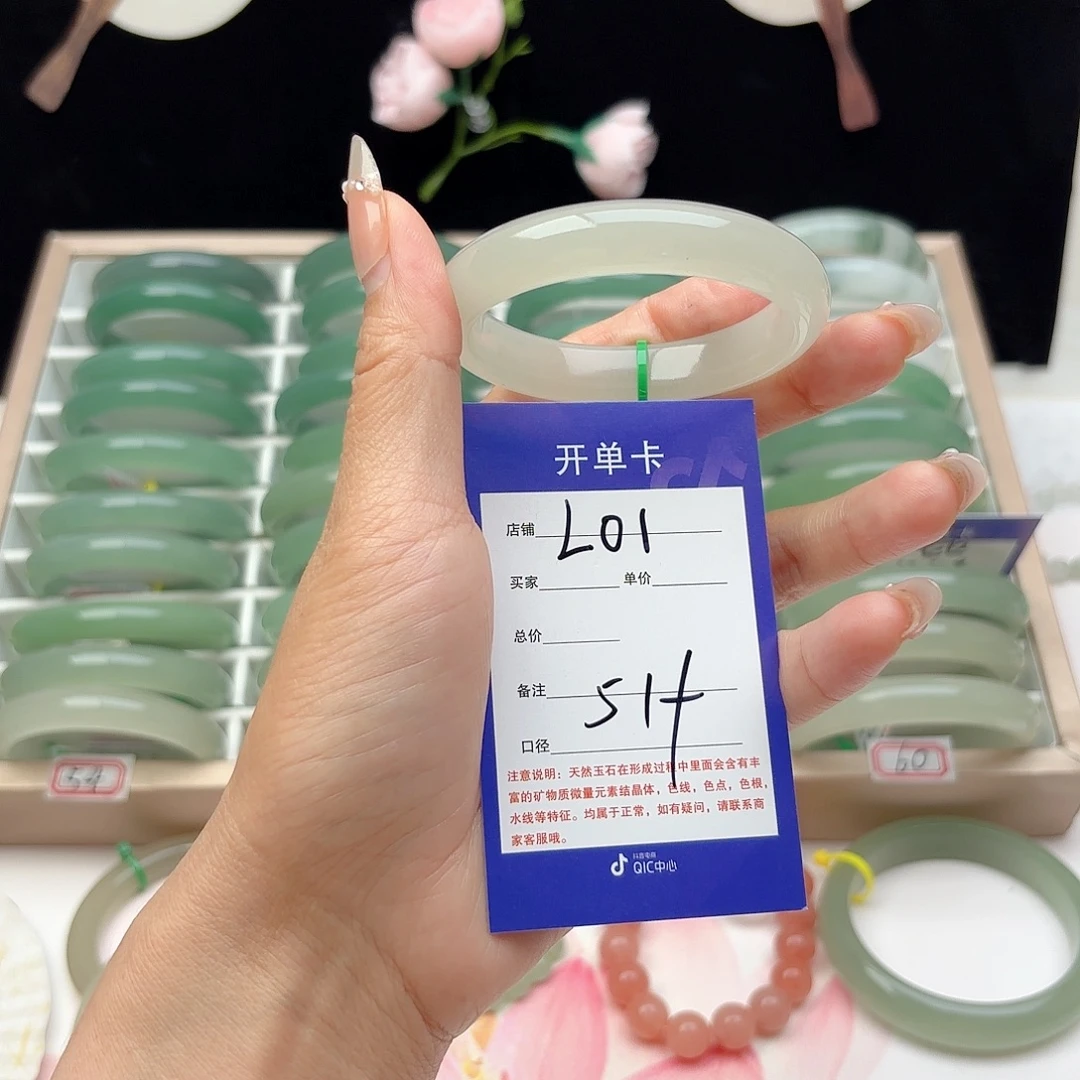 开单卡
店铺 L01
买家 单价
总价
备注 514
口径
注意说明：天然玉石在形成过程中里面会含有丰
富的矿物质微量元素结晶体，色线，色点，色根，
水线等特征。均属于正常，如有疑问，请联系商
家客服哦。
抖音电商
QIC中心
54
60